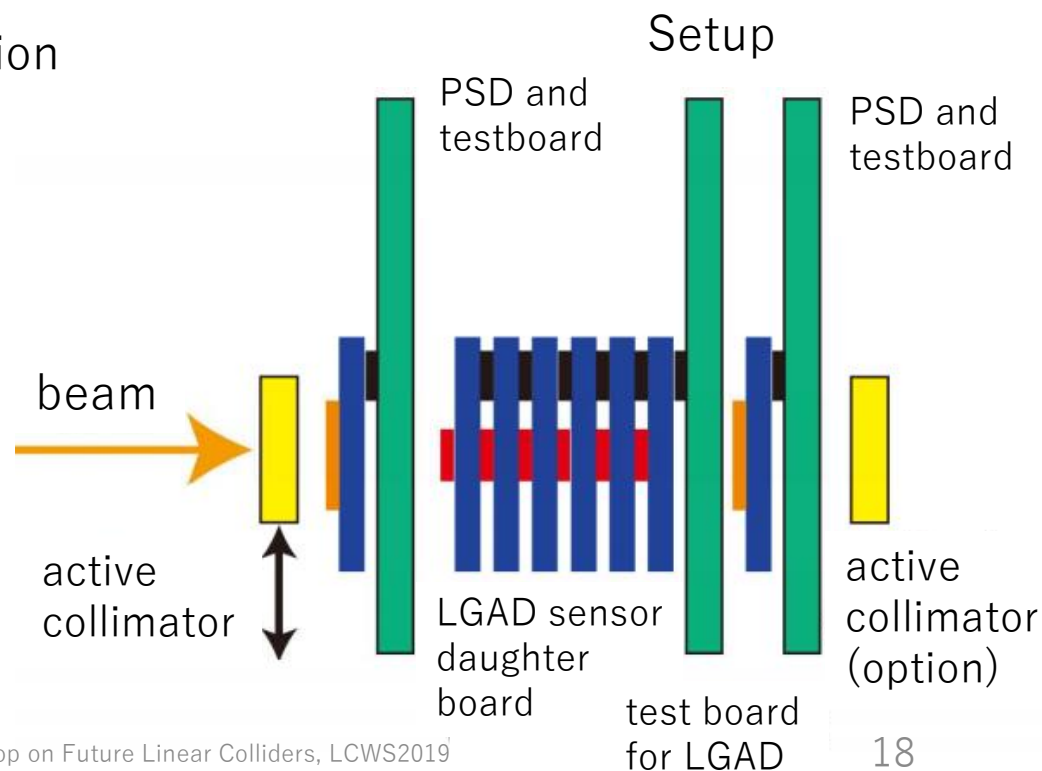 ion
Setup
PSD and
testboard
PSD and
testboard
beam
active
collimator
LGAD sensor
daughter
board
test board
for LGAD
active
collimator
(option)
op on Future Linear Colliders, LCWS2019
18